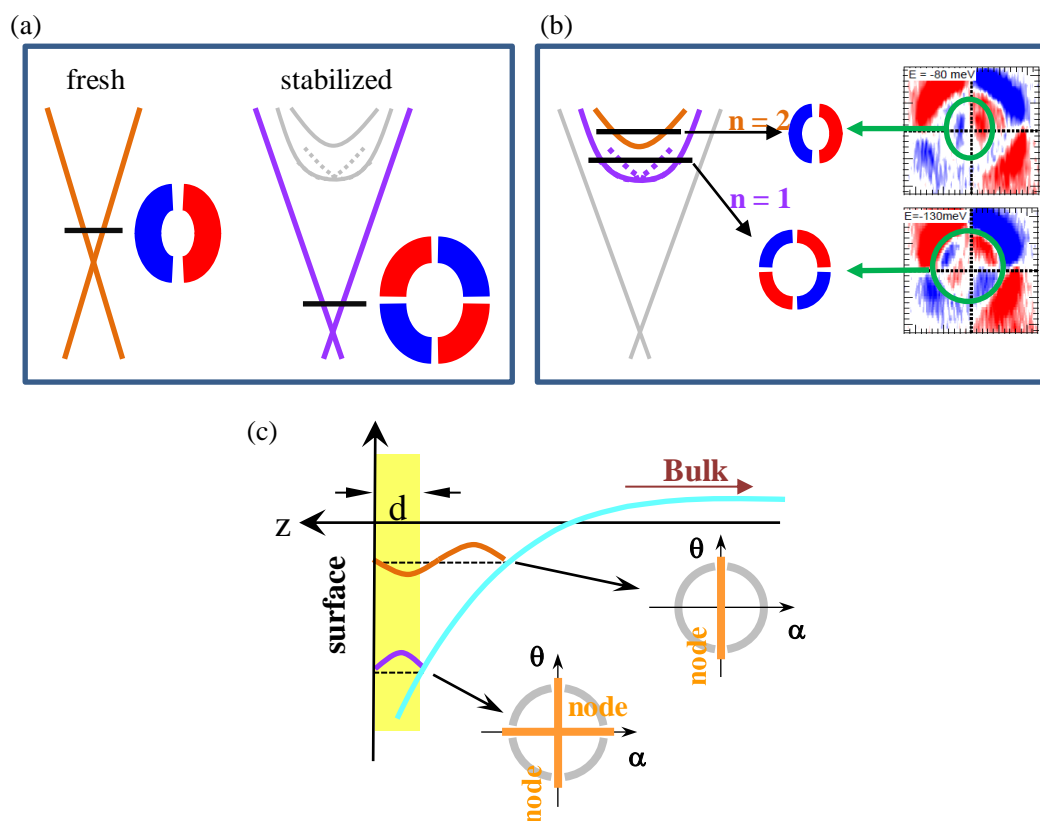 (a)
fresh
stabilized
(b)
n = 2
n = 1
E = -80 meV
E=-130meV
(c)
Bulk
d
z
surface
θ
α
node
θ
α
node
node